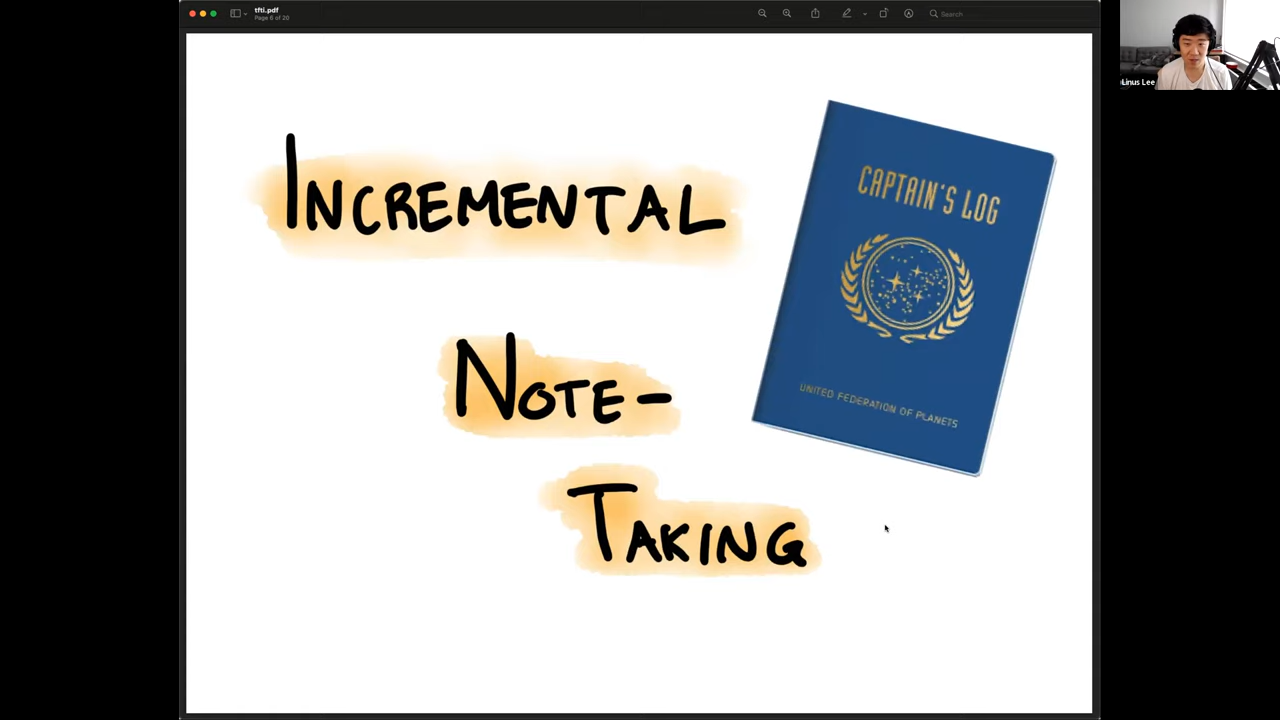 tfti.pdf
Page 6 of 20
Search
INCREMENTAL
NOTE-
TAKING
CAPTAIN'S LOG
UNITED FEDERATION OF PLANETS
Linus Lee